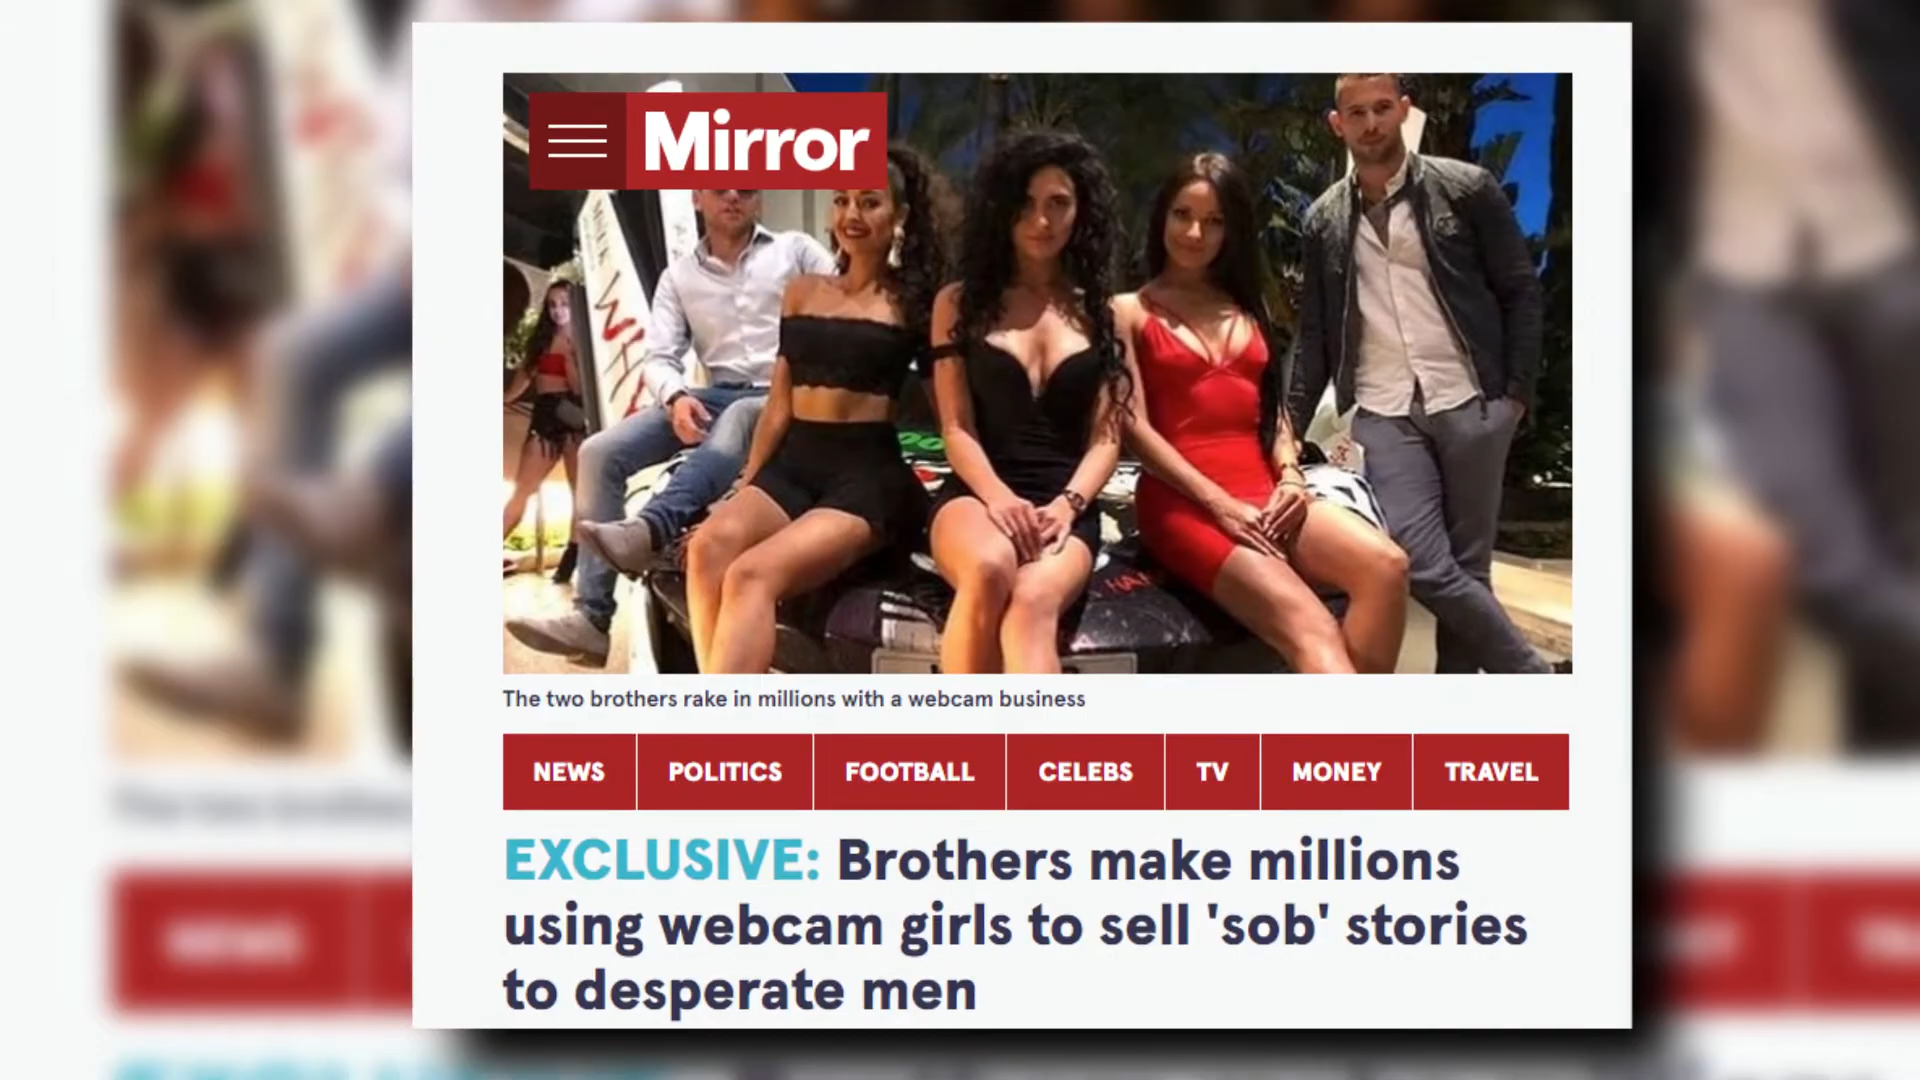 Mirror
The two brothers rake in millions with a webcam business
NEWS POLITICS FOOTBALL CELEBS TV MONEY TRAVEL
EXCLUSIVE: Brothers make millions
using webcam girls to sell 'sob' stories
to desperate men